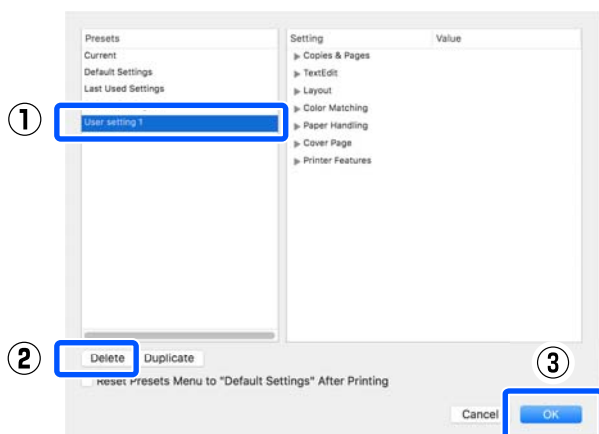 Presets
Setting Value
Current
Default Settings
Last Used Settings
① User setting 1
▶ Copies & Pages
▶ TextEdit
▶ Layout
▶ Color Matching
▶ Paper Handling
▶ Cover Page
▶ Printer Features
② Delete Duplicate
Reset Presets Menu to "Default Settings" After Printing
③
Cancel OK